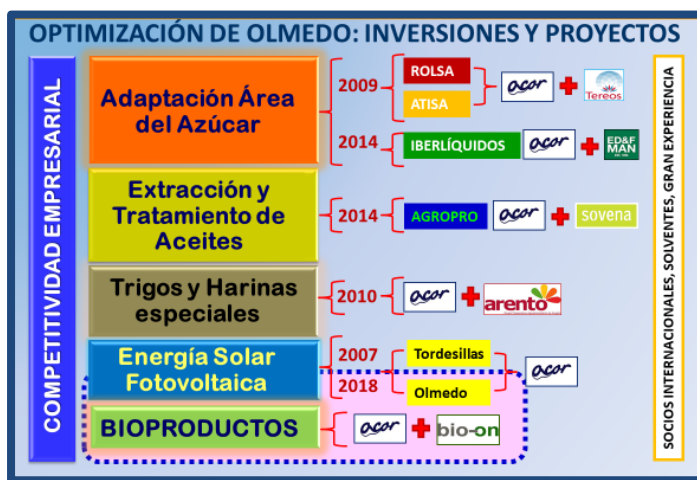 OPTIMIZACIÓN DE OLMEDO: INVERSIONES Y PROYECTOS
COMPETITIVIDAD EMPRESARIAL
Adaptación Área
del Azúcar
2009
ROLSA
ATISA
acor
+
Tereos
2014
IBERLÍQUIDOS
acor
+
ED&F
MAN
Extracción y
Tratamiento de
Aceites
2014
AGROPRO
acor
+
sovena
Trigos y Harinas
especiales
2010
acor
+
arento
Energía Solar
Fotovoltaica
2007
Tordesillas
2018
Olmedo
acor
BIOPRODUCTOS
acor
+
bio-on
SOCIOS INTERNACIONALES, SOLVENTES, GRAN EXPERIENCIA